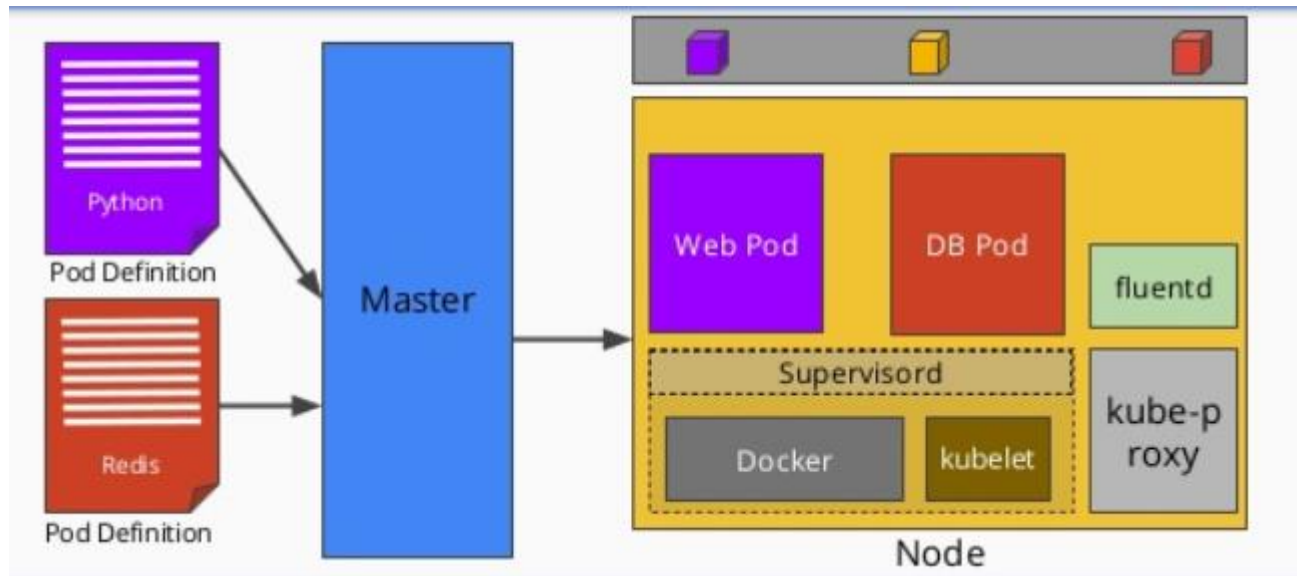 Python
Pod Definition
Redis
Pod Definition
Master
Web Pod
DB Pod
fluentd
Supervisord
Docker
kubelet
kube-p
roxy
Node